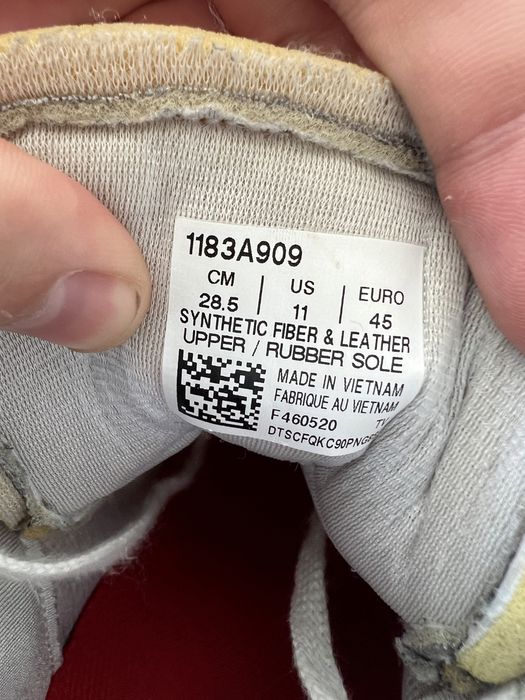 1183A909
CM US EURO
28.5 11 45
SYNTHETIC FIBER & LEATHER
UPPER / RUBBER SOLE
MADE IN VIETNAM
FABRIQUE AU VIETNAM
F460520